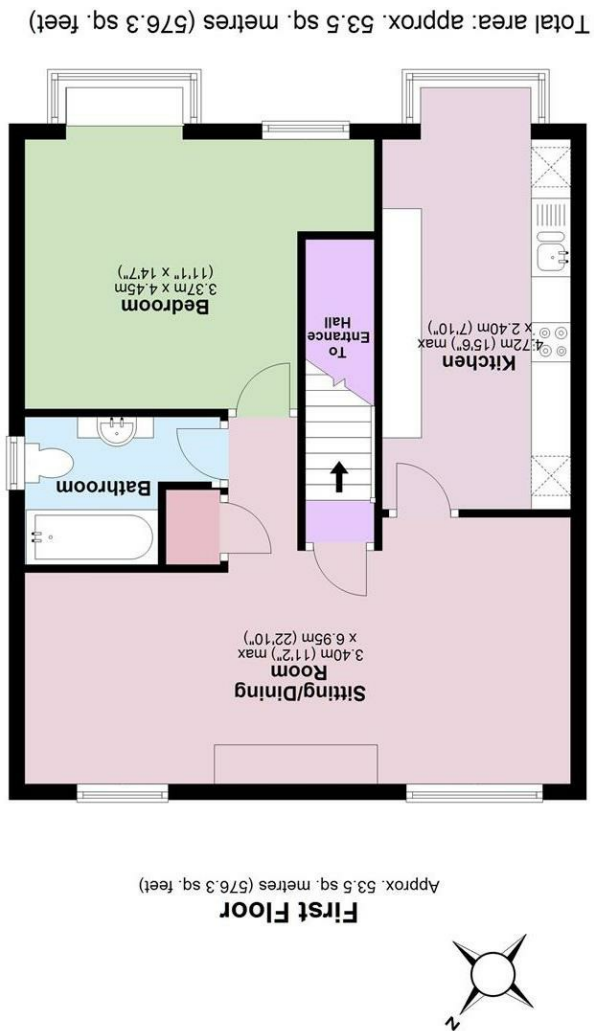 N
First Floor
Approx. 53.5 sq. metres (576.3 sq. feet)
Sitting/Dining
Room
3.40m (11'2") max
x 6.95m (22'10")
Bathroom
Kitchen
4.72m (15'6") max
x 2.40m (7'10")
To
Entrance
Hall
Bedroom
3.37m x 4.45m
(11'1" x 14'7")
Total area: approx. 53.5 sq. metres (576.3 sq. feet)